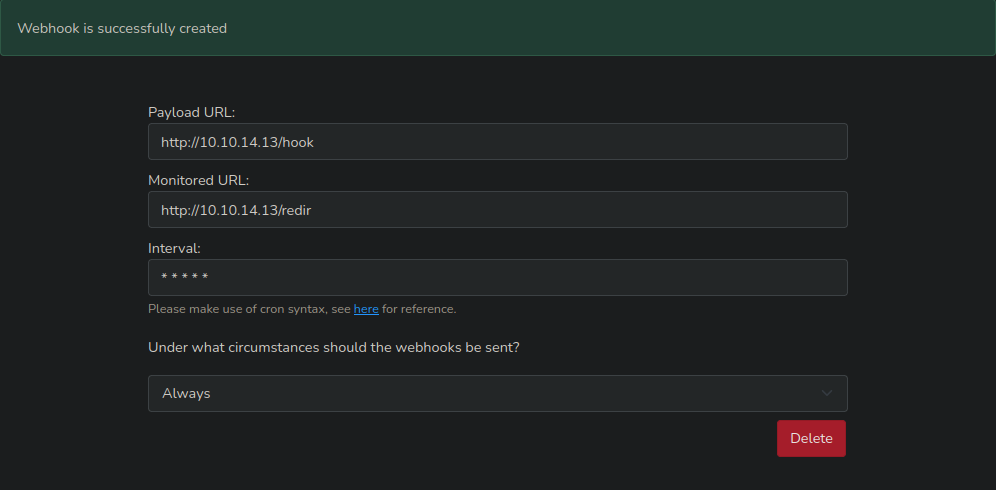 Webhook is successfully created
Payload URL:
http://10.10.14.13/hook
Monitored URL:
http://10.10.14.13/redir
Interval:
* * * * *
Please make use of cron syntax, see here for reference.
Under what circumstances should the webhooks be sent?
Always
Delete